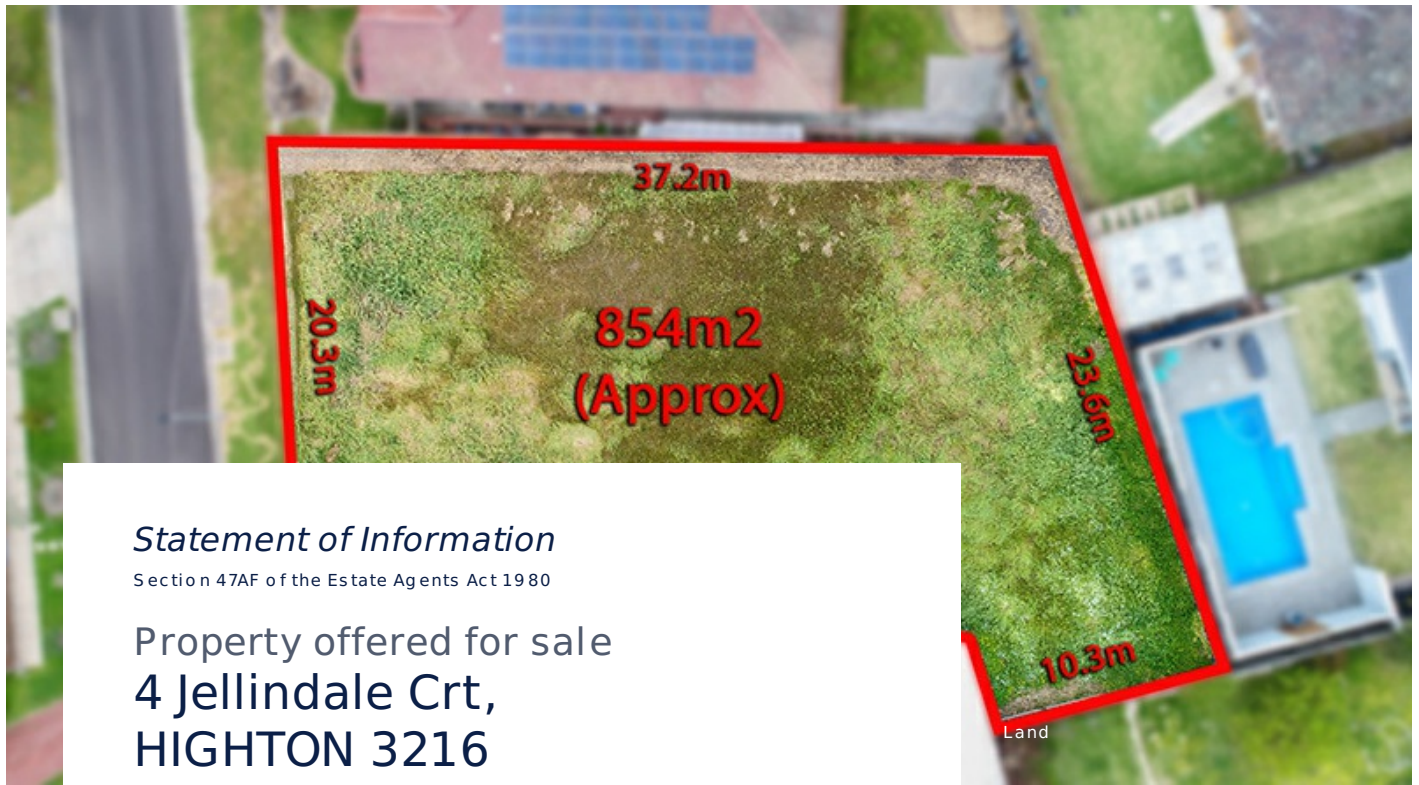 37.2m
20.3m
854m2
(Approx)
23.6m
Statement of Information
Section 47AF of the Estate Agents Act 1980
Property offered for sale
4 Jellindale Crt,
HIGHTON 3216
10.3m
Land